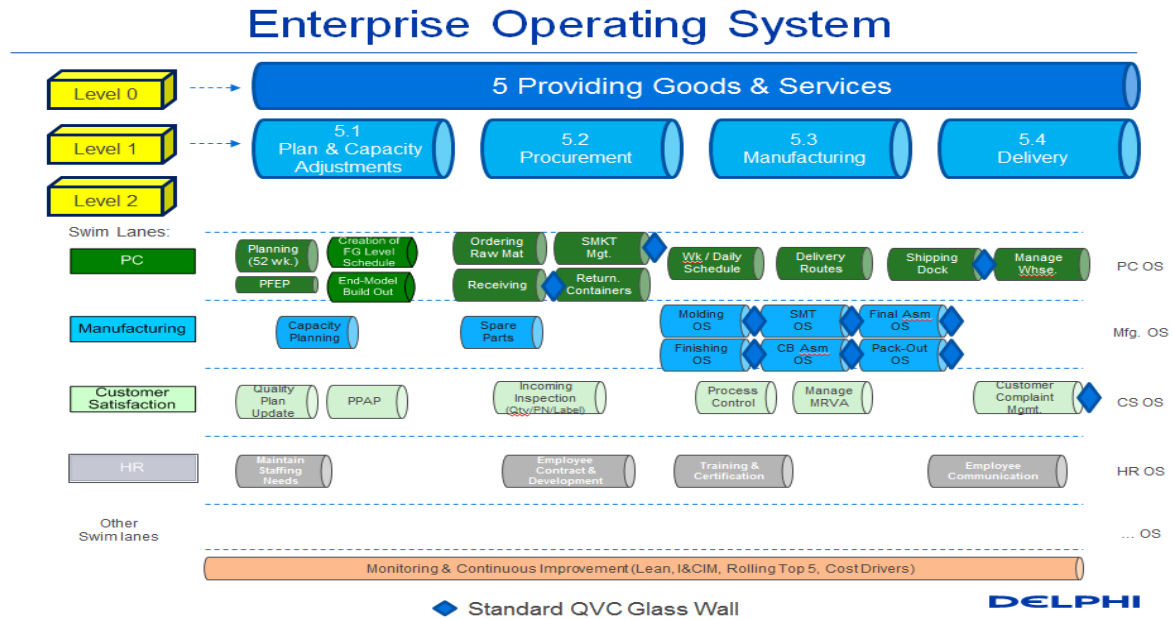 Enterprise Operating System
Level 0
5 Providing Goods & Services
Level 1
5.1
Plan & Capacity
Adjustments
5.2
Procurement
5.3
Manufacturing
5.4
Delivery
Level 2
Swim Lanes:
PC
Planning
(52 wk.)
PFEP
Creation of
FG Level
Schedule
End-Model
Build Out
Ordering
Raw Mat
Receiving
SMKT
Mgt.
Return.
Containers
Wk / Daily
Schedule
Delivery
Routes
Shipping
Dock
Manage
Whse.
PC OS
Manufacturing
Capacity
Planning
Spare
Parts
Molding
OS
SMT
OS
Final Asm
OS
Finishing
OS
CB Asm
OS
Pack-Out
OS
Mfg. OS
Customer
Satisfaction
Quality
Plan
Update
PPAP
Incoming
Inspection
(Qty/PN/Label)
Process
Control
Manage
MRVA
Customer
Complaint
Mgmt.
CS OS
HR
Maintain
Staffing
Needs
Employee
Contract &
Development
Training &
Certification
Employee
Communication
HR OS
Other
Swim lanes
... OS
Monitoring & Continuous Improvement (Lean, I&CIM, Rolling Top 5, Cost Drivers)
Standard QVC Glass Wall
DELPHI